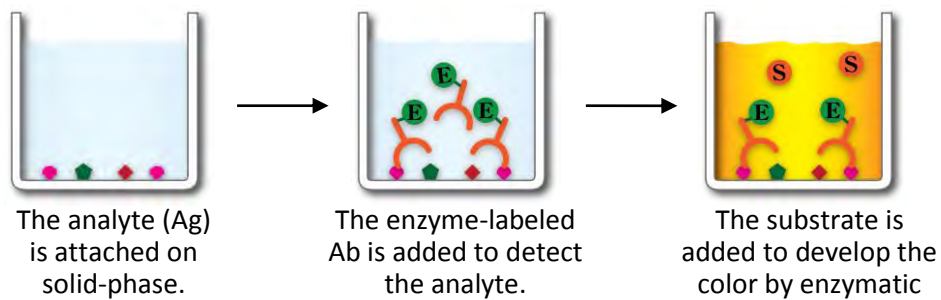 E
E
E
S
S
E
E
The analyte (Ag)
is attached on
solid-phase.
The enzyme-labeled
Ab is added to detect
the analyte.
The substrate is
added to develop the
color by enzymatic